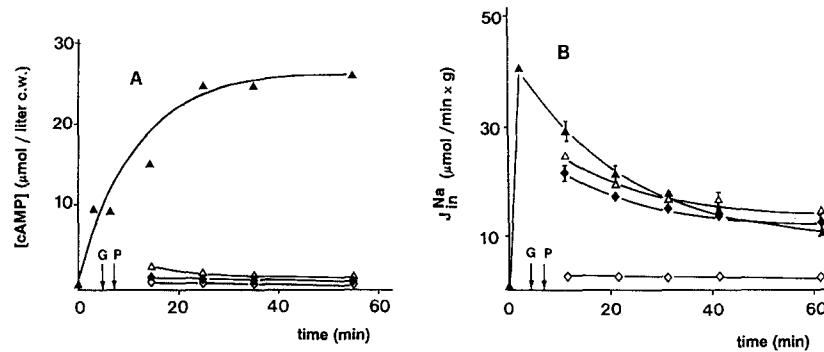 A
[cAMP] (µmol / liter c.w.)
30
20
10
G P
0 20 40 60
time (min)
B
J Na in (µmol /min x g)
50
30
10
G P
0 20 40 60
time (min)